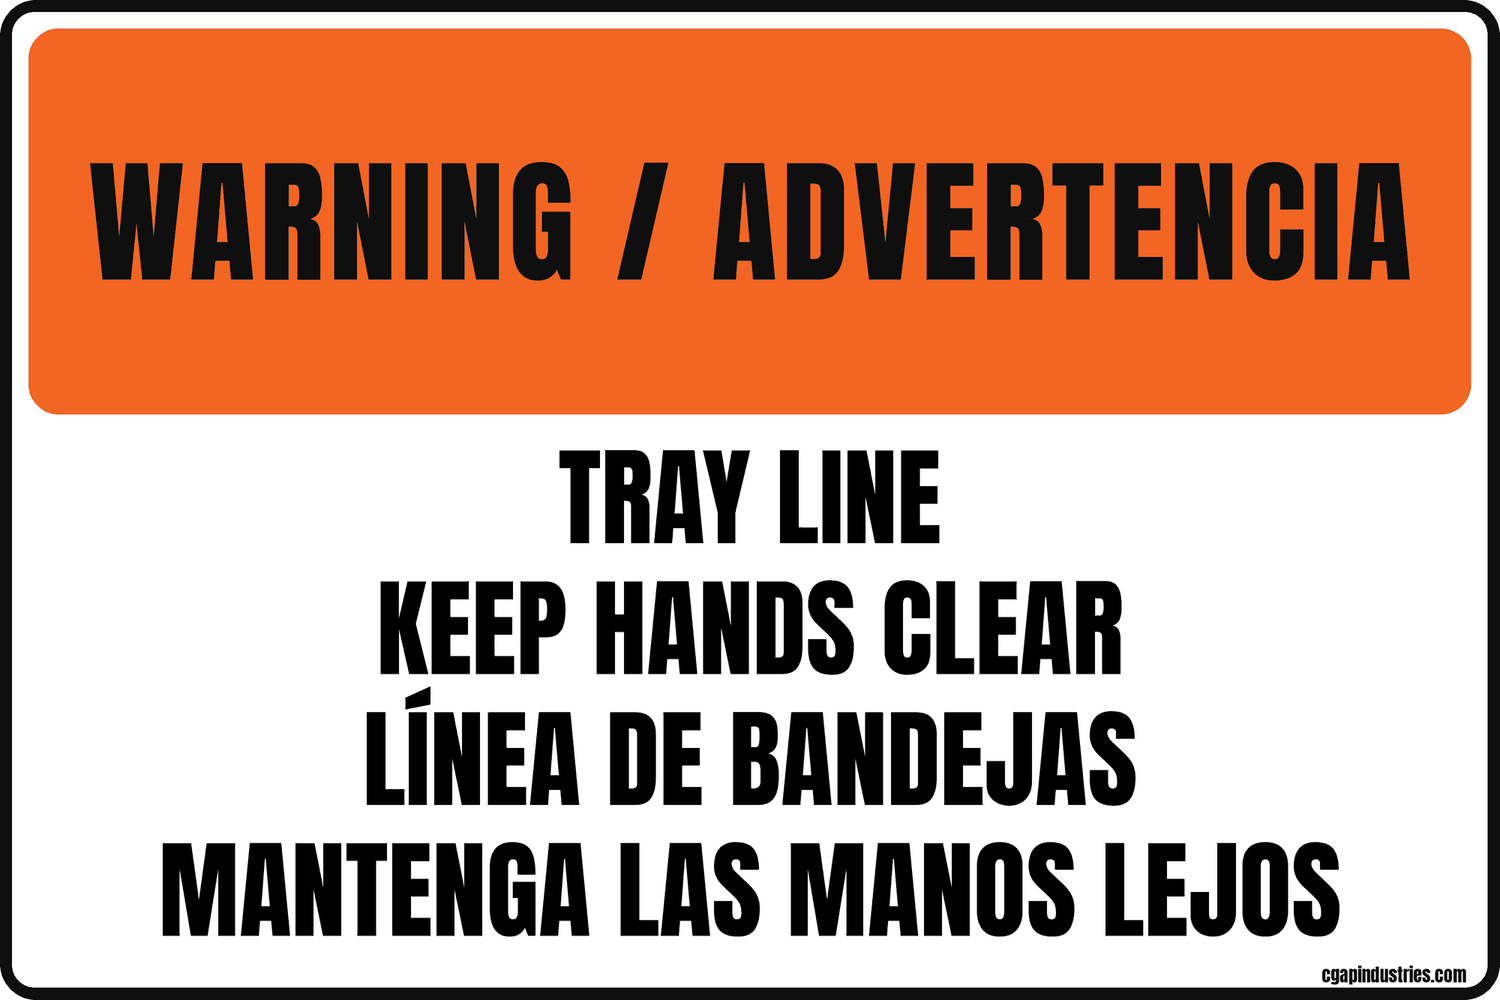 WARNING / ADVERTENCIA
TRAY LINE
KEEP HANDS CLEAR
LÍNEA DE BANDEJAS
MANTENGA LAS MANOS LEJOS
cgapindustries.com